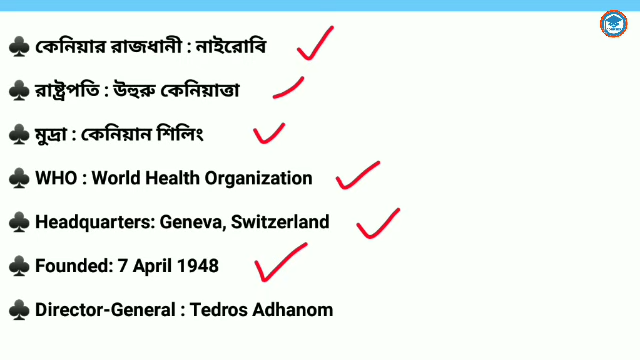 ♣ কেনিয়ার রাজধানী : নাইরোবি
♣ রাষ্ট্রপতি : উহুরু কেনিয়াত্তা
♣ মুদ্রা : কেনিয়ান শিলিং
♣ WHO : World Health Organization
♣ Headquarters: Geneva, Switzerland
♣ Founded: 7 April 1948
♣ Director-General : Tedros Adhanom